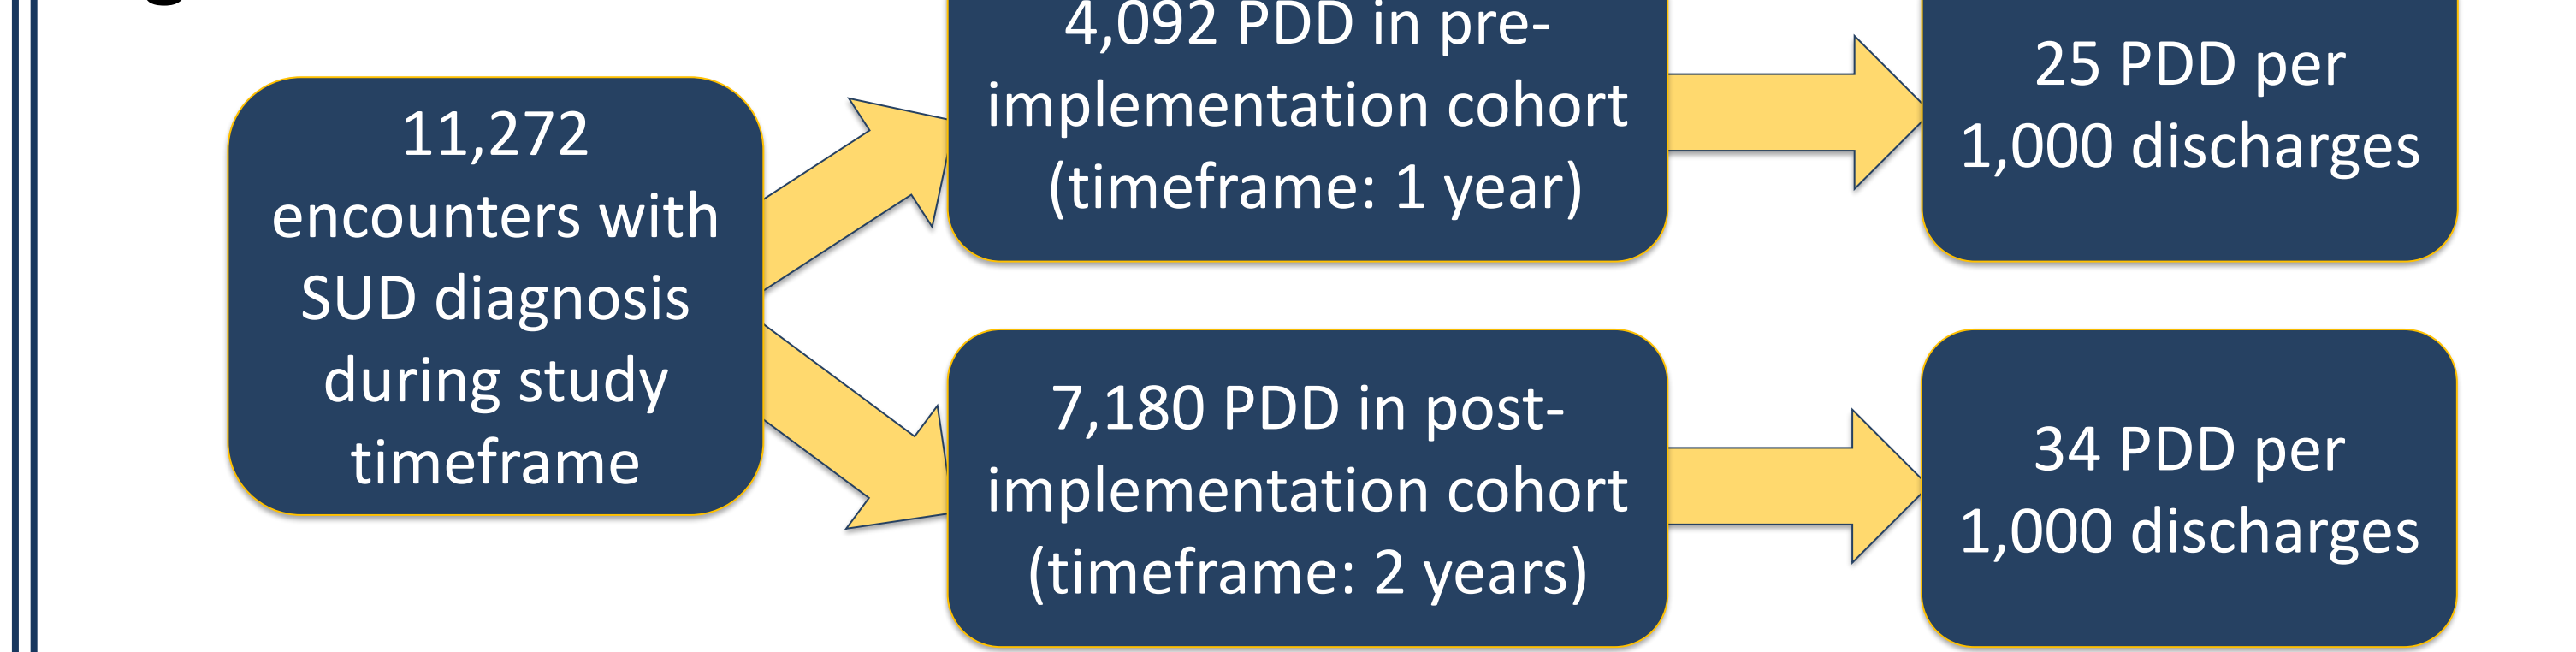 11,272
encounters with
SUD diagnosis
during study
timeframe
4,092 PDD in pre-
implementation cohort
(timeframe: 1 year)
25 PDD per
1,000 discharges
7,180 PDD in post-
implementation cohort
(timeframe: 2 years)
34 PDD per
1,000 discharges